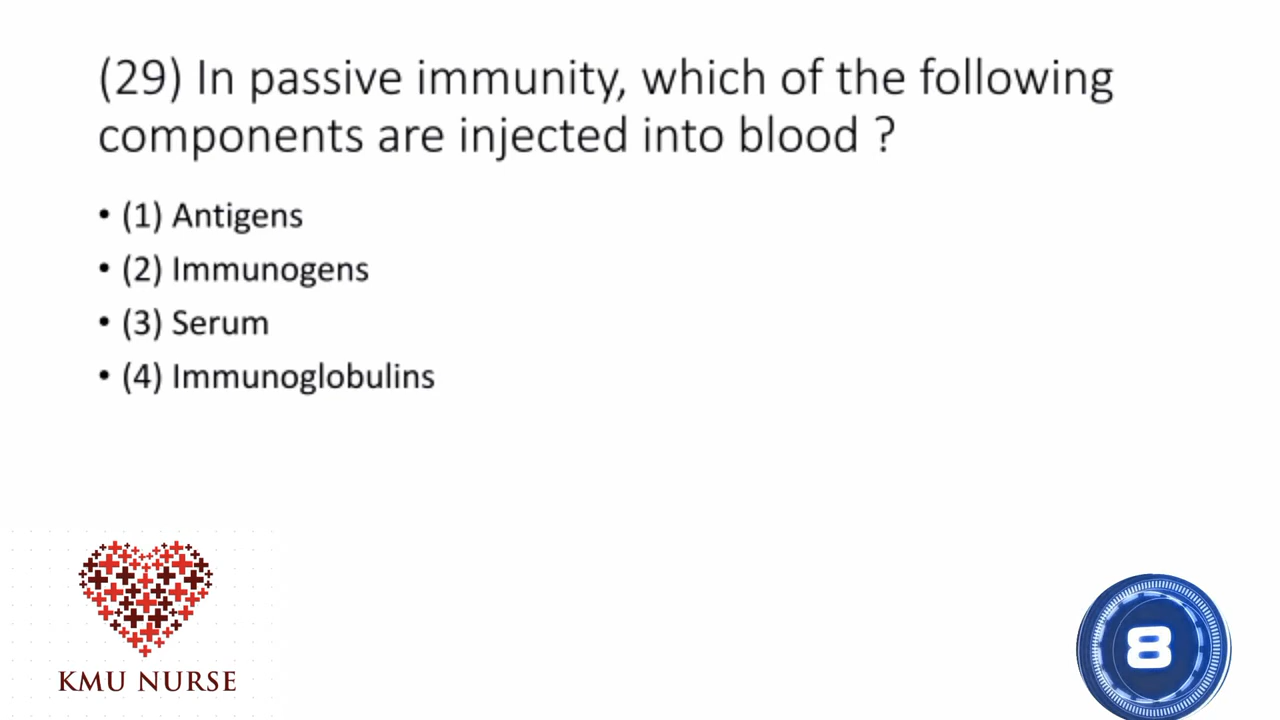 (29) In passive immunity, which of the following
components are injected into blood ?
• (1) Antigens
• (2) Immunogens
• (3) Serum
• (4) Immunoglobulins
KMU NURSE
8